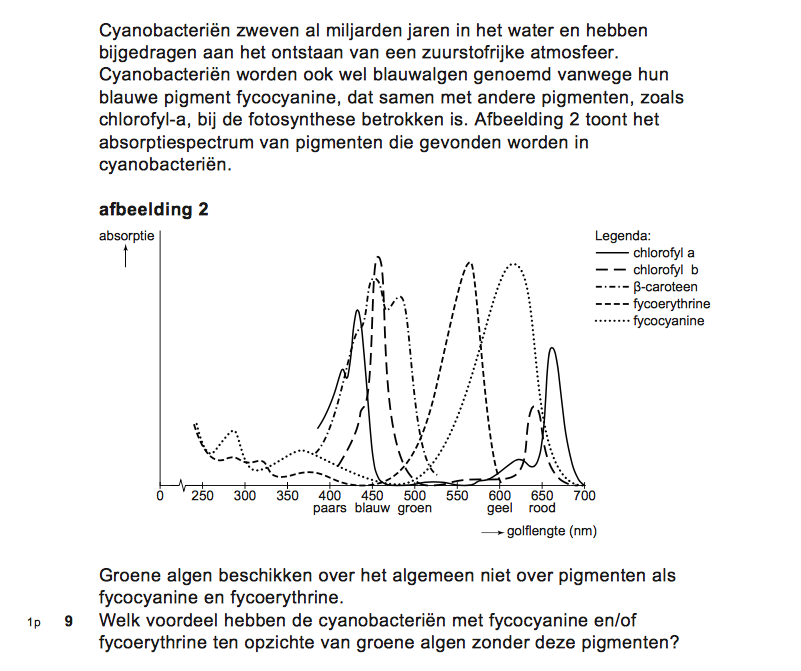 Cyanobacteriën zweven al miljarden jaren in het water en hebben
bijgedragen aan het ontstaan van een zuurstofrijke atmosfeer.
Cyanobacteriën worden ook wel blauwalgen genoemd vanwege hun
blauwe pigment fycocyanine, dat samen met andere pigmenten, zoals
chlorofyl-a, bij de fotosynthese betrokken is. Afbeelding 2 toont het
absorptiespectrum van pigmenten die gevonden worden in
cyanobacteriën.
afbeelding 2
absorptie
Legenda:
chlorofyl a
chlorofyl b
β-caroteen
fycoerythrine
fycocyanine
0 250 300 350 400 450 500 550 600 650 700
paars blauw groen geel rood
golflengte (nm)
Groene algen beschikken over het algemeen niet over pigmenten als
fycocyanine en fycoerythrine.
1p 9 Welk voordeel hebben de cyanobacteriën met fycocyanine en/of
fycoerythrine ten opzichte van groene algen zonder deze pigmenten?